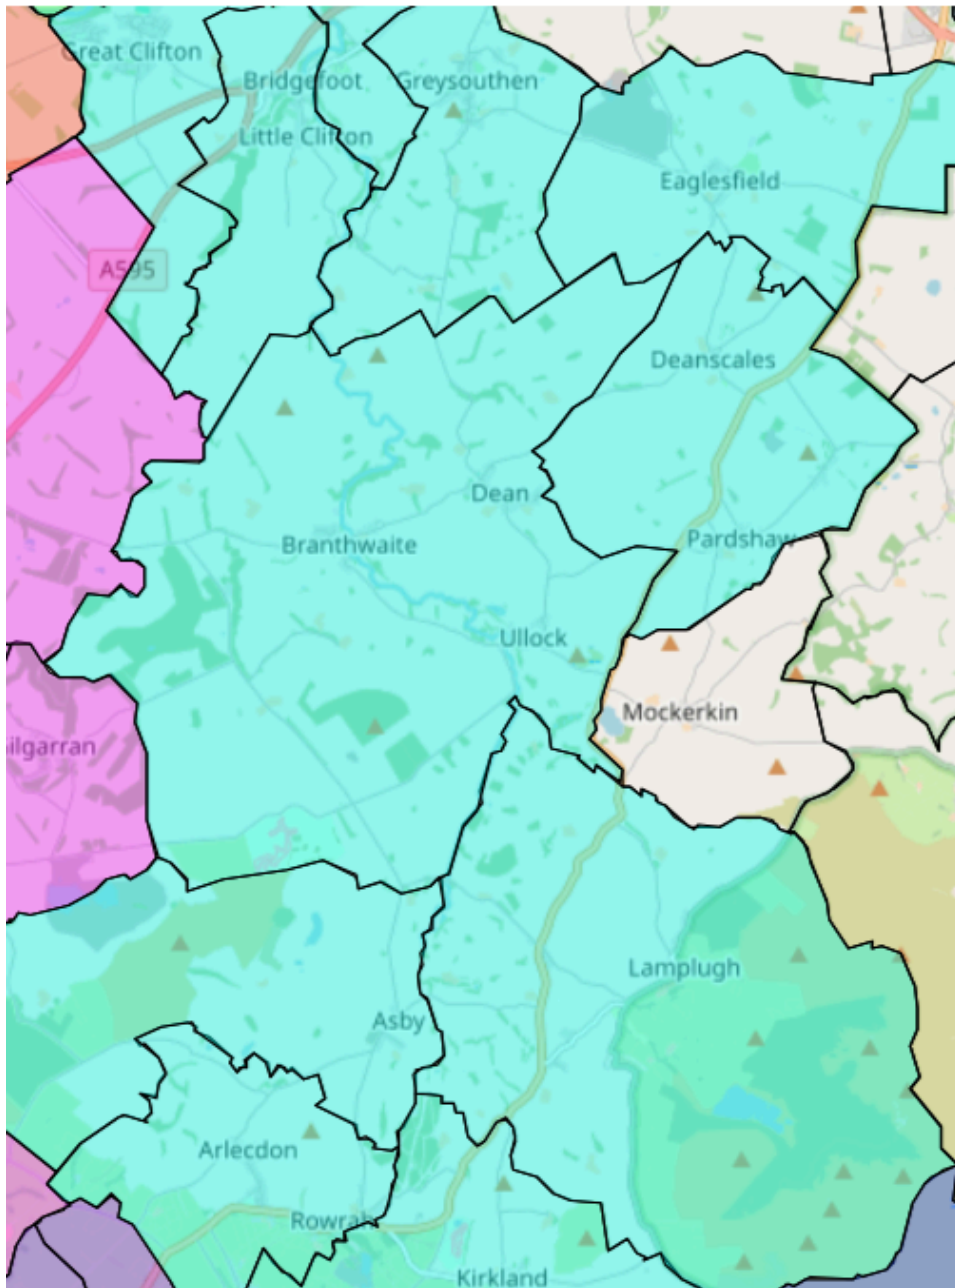 Great Clifton
Bridgefoot
Greysouthen
Little Clifton
Eaglesfield
A595
Deanscales
Dean
Branthwaite
Pardshaw
Ullock
Mockerkin
ilgarran
Lamplugh
Asby
Arlecdon
Rowrah
Kirkland